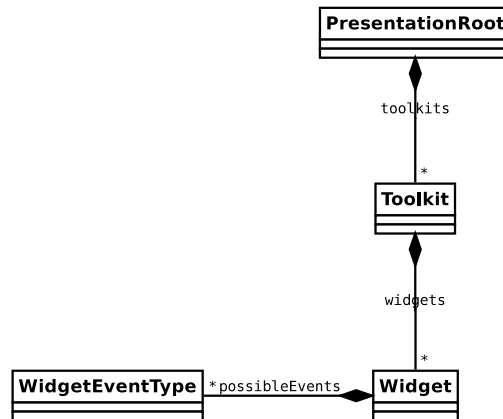 PresentationRoot
toolkits
*
Toolkit
widgets
*
WidgetEventType
* possibleEvents
Widget